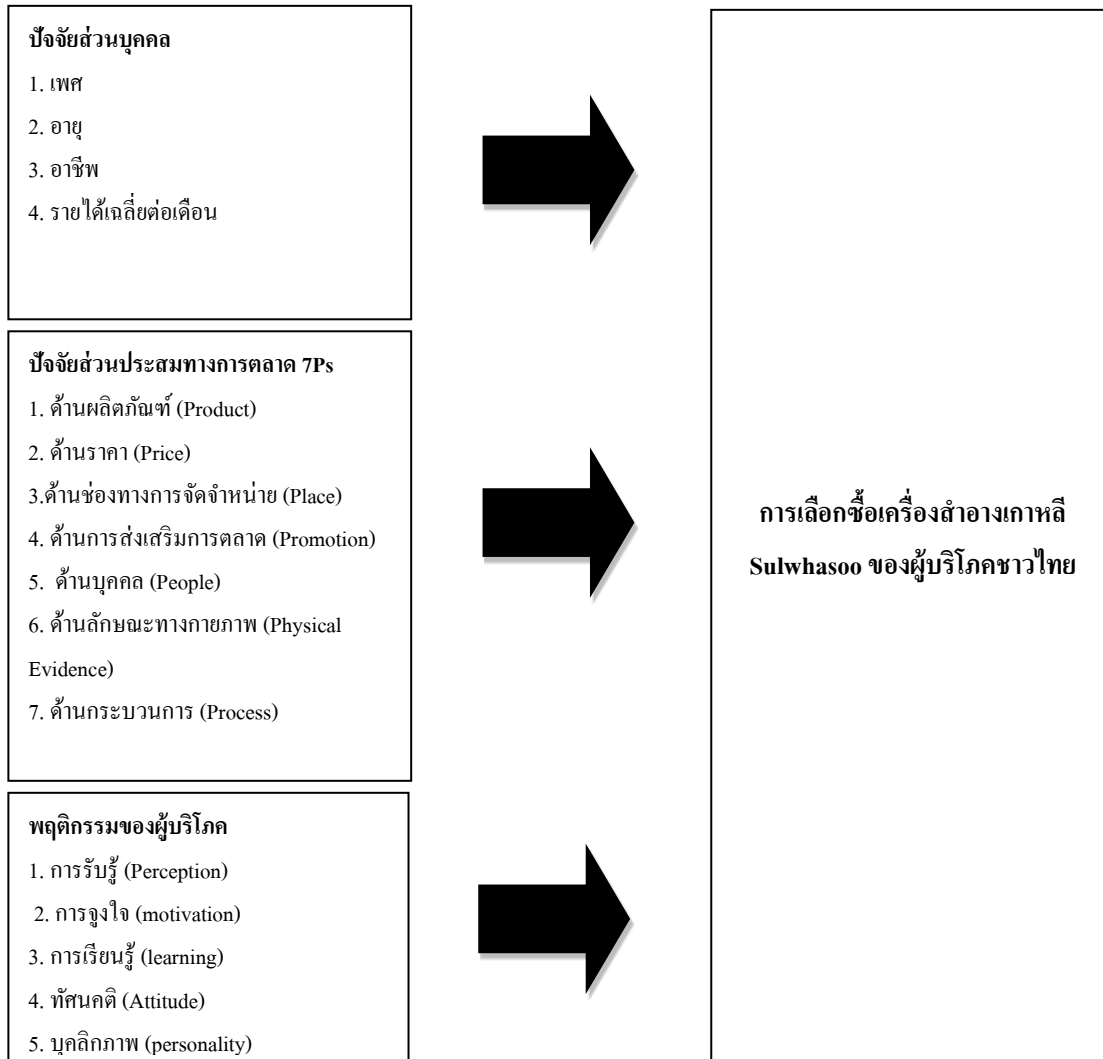 ปัจจัยส่วนบุคคล
1. เพศ
2. อายุ
3. อาชีพ
4. รายได้เฉลี่ยต่อเดือน
ปัจจัยส่วนประสมทางการตลาด 7Ps
1. ด้านผลิตภัณฑ์ (Product)
2. ด้านราคา (Price)
3.ด้านช่องทางการจัดจำหน่าย (Place)
4. ด้านการส่งเสริมการตลาด (Promotion)
5. ด้านบุคคล (People)
6. ด้านลักษณะทางกายภาพ (Physical
Evidence)
7. ด้านกระบวนการ (Process)
พฤติกรรมของผู้บริโภค
1. การรับรู้ (Perception)
2. การจูงใจ (motivation)
3. การเรียนรู้ (learning)
4. ทัศนคติ (Attitude)
5. บุคลิกภาพ (personality)
การเลือกซื้อเครื่องสำอางเกาหลี
Sulwhasoo ของผู้บริโภคชาวไทย